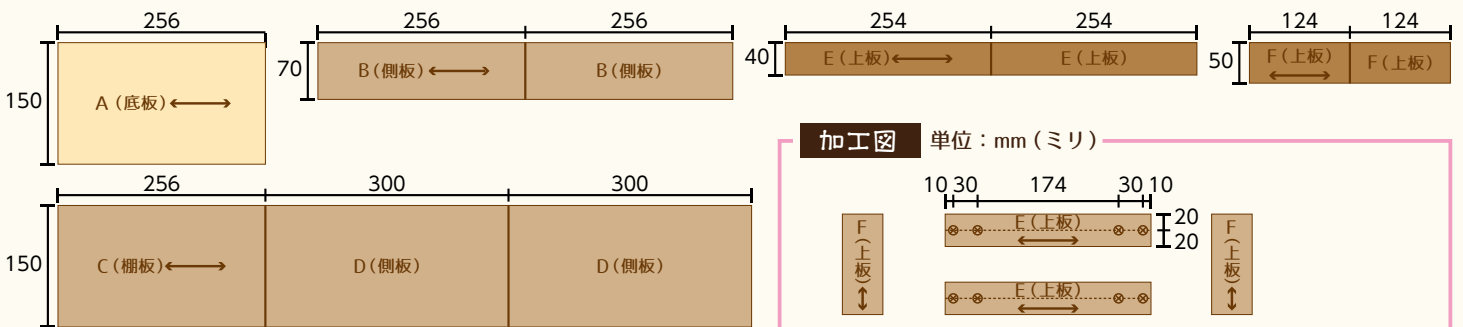 256
150
A(底板)
256 256
70
B(側板) B(側板)
254 254
40
E(上板) E(上板)
124 124
50
F(上板) F(上板)
256 300 300
150
C(棚板) D(側板) D(側板)
加工図 単位:mm(ミリ)
10 30 174 30 10
F(上板)
E(上板)
20
20
E(上板)
F(上板)